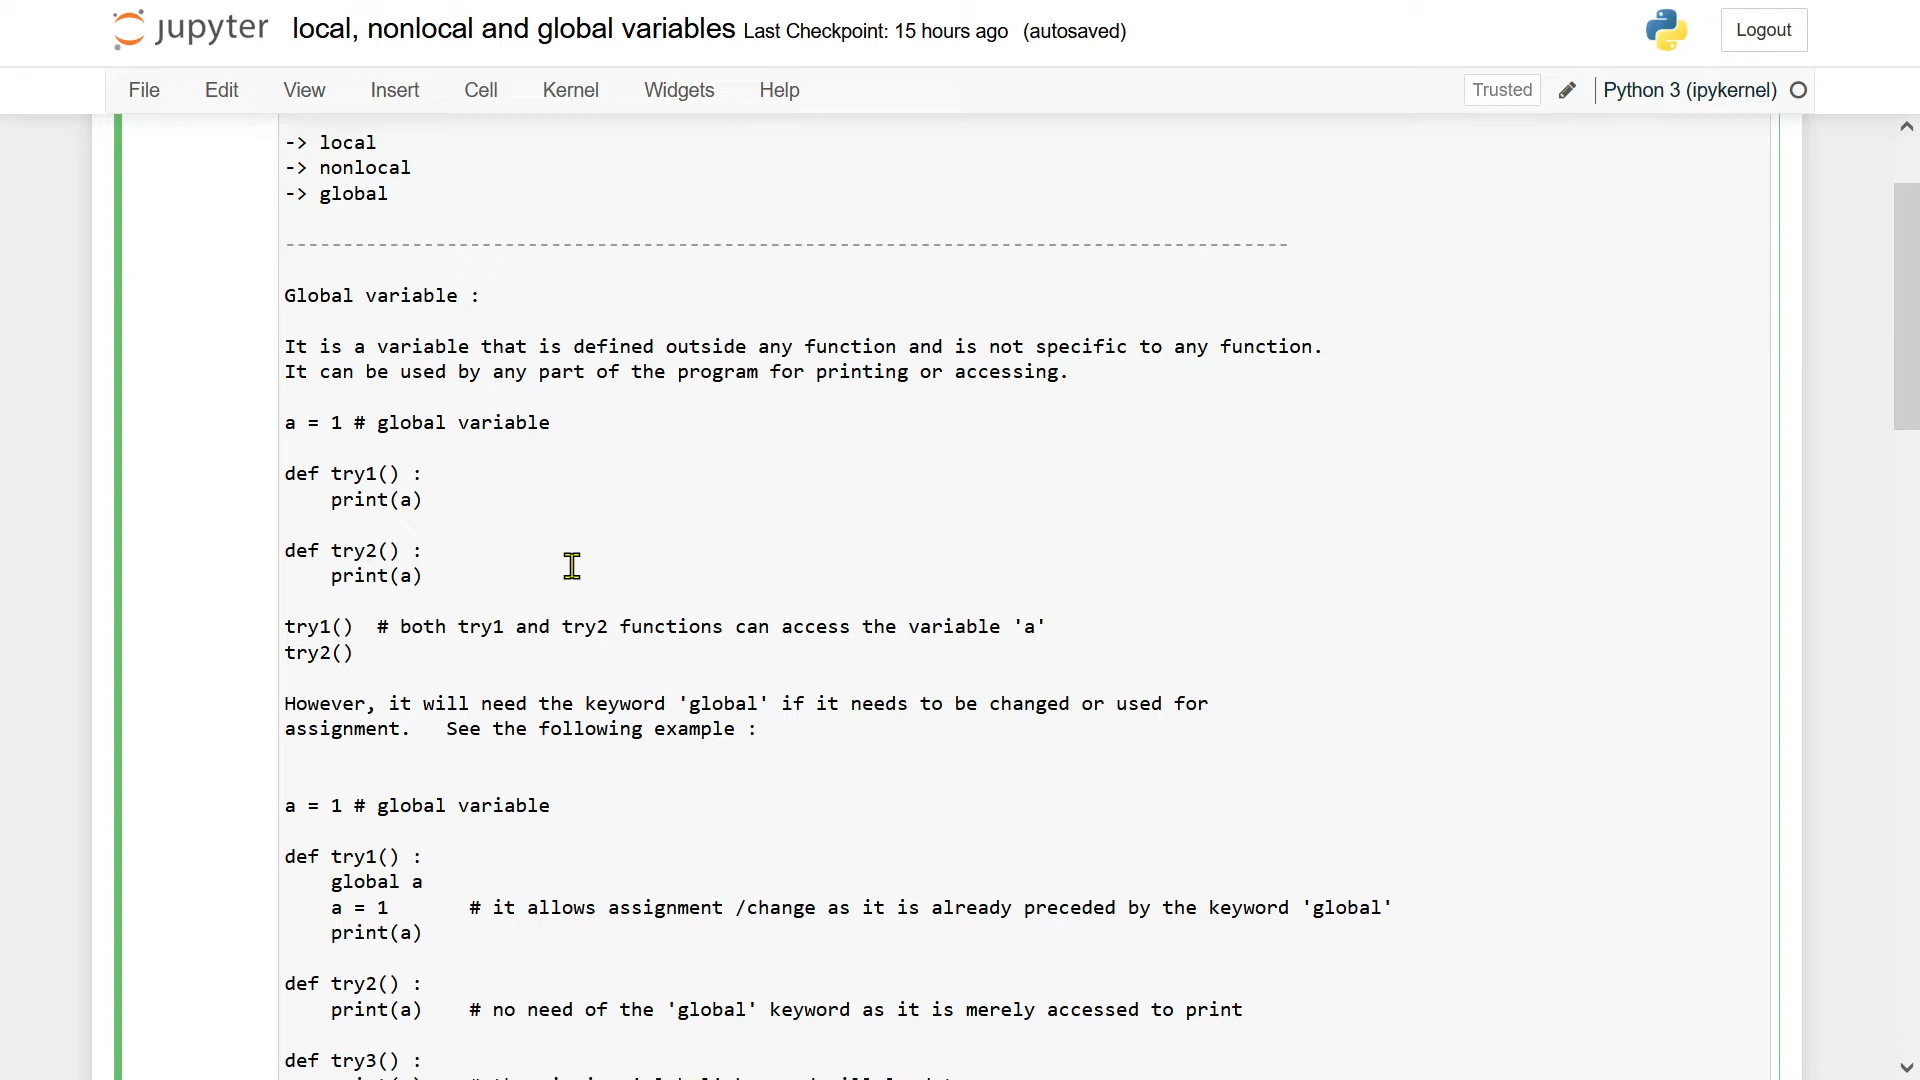 jupyter local, nonlocal and global variables Last Checkpoint: 15 hours ago (autosaved) Logout
File Edit View Insert Cell Kernel Widgets Help Trusted Python 3 (ipykernel)
-> local
-> nonlocal
-> global
---------------------------------------------------------------------------------------
Global variable :
It is a variable that is defined outside any function and is not specific to any function.
It can be used by any part of the program for printing or accessing.
a = 1 # global variable
def try1() :
    print(a)
def try2() :
    print(a)
try1()  # both try1 and try2 functions can access the variable 'a'
try2()
However, it will need the keyword 'global' if it needs to be changed or used for
assignment.   See the following example :
a = 1 # global variable
def try1() :
    global a
    a = 1       # it allows assignment /change as it is already preceded by the keyword 'global'
    print(a)
def try2() :
    print(a)    # no need of the 'global' keyword as it is merely accessed to print
def try3() :